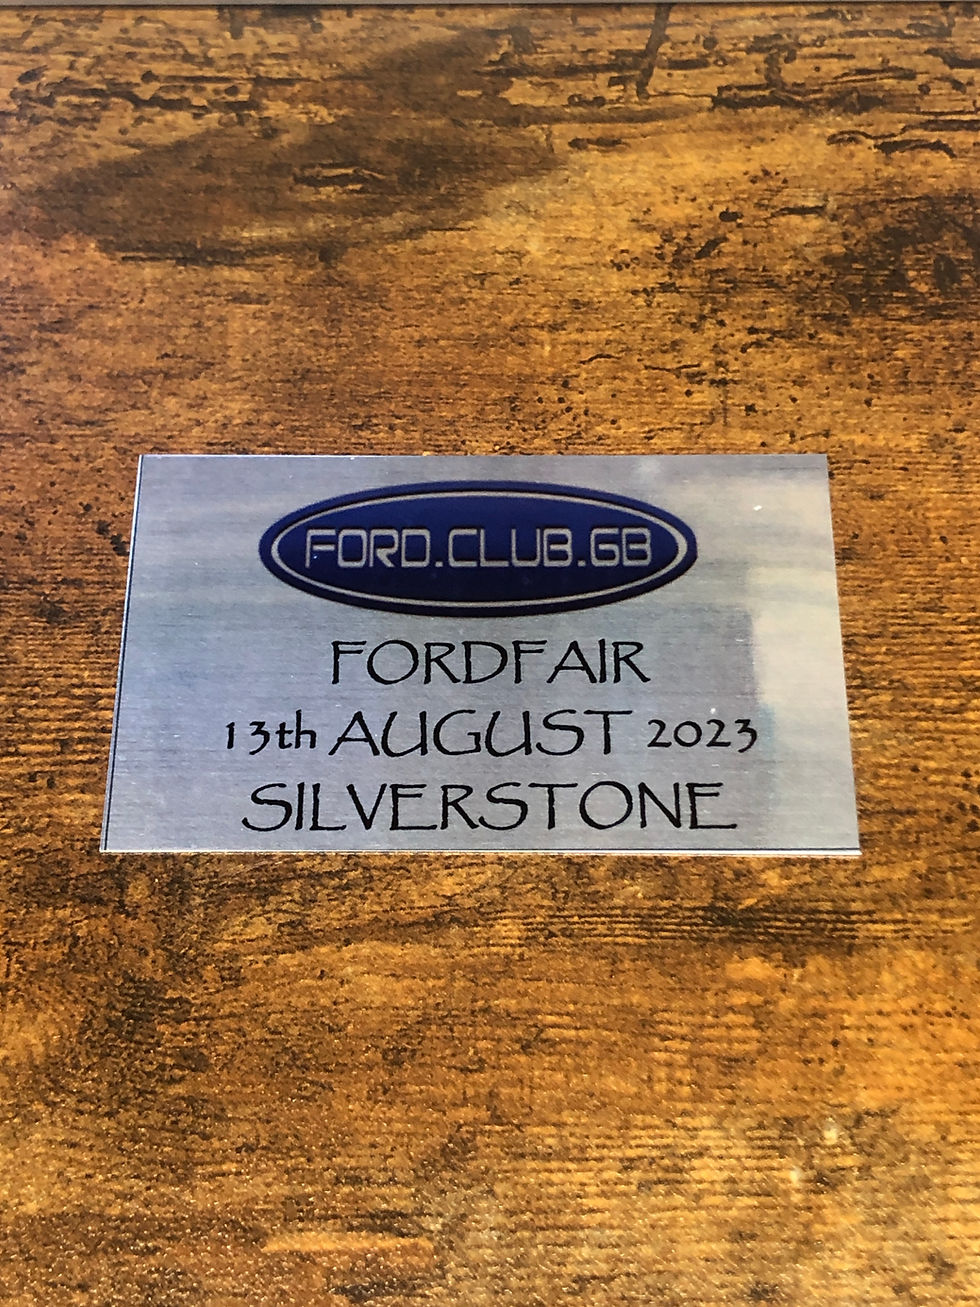 FORD.CLUB.GB
FORDFAIR
13th AUGUST 2023
SILVERSTONE